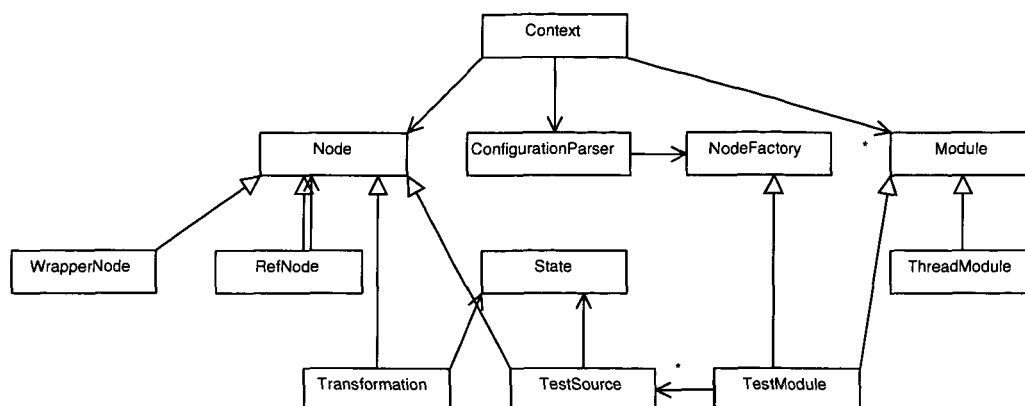 Context
Node
ConfigurationParser
NodeFactory
*
Module
WrapperNode
RefNode
State
ThreadModule
Transformation
TestSource
*
TestModule